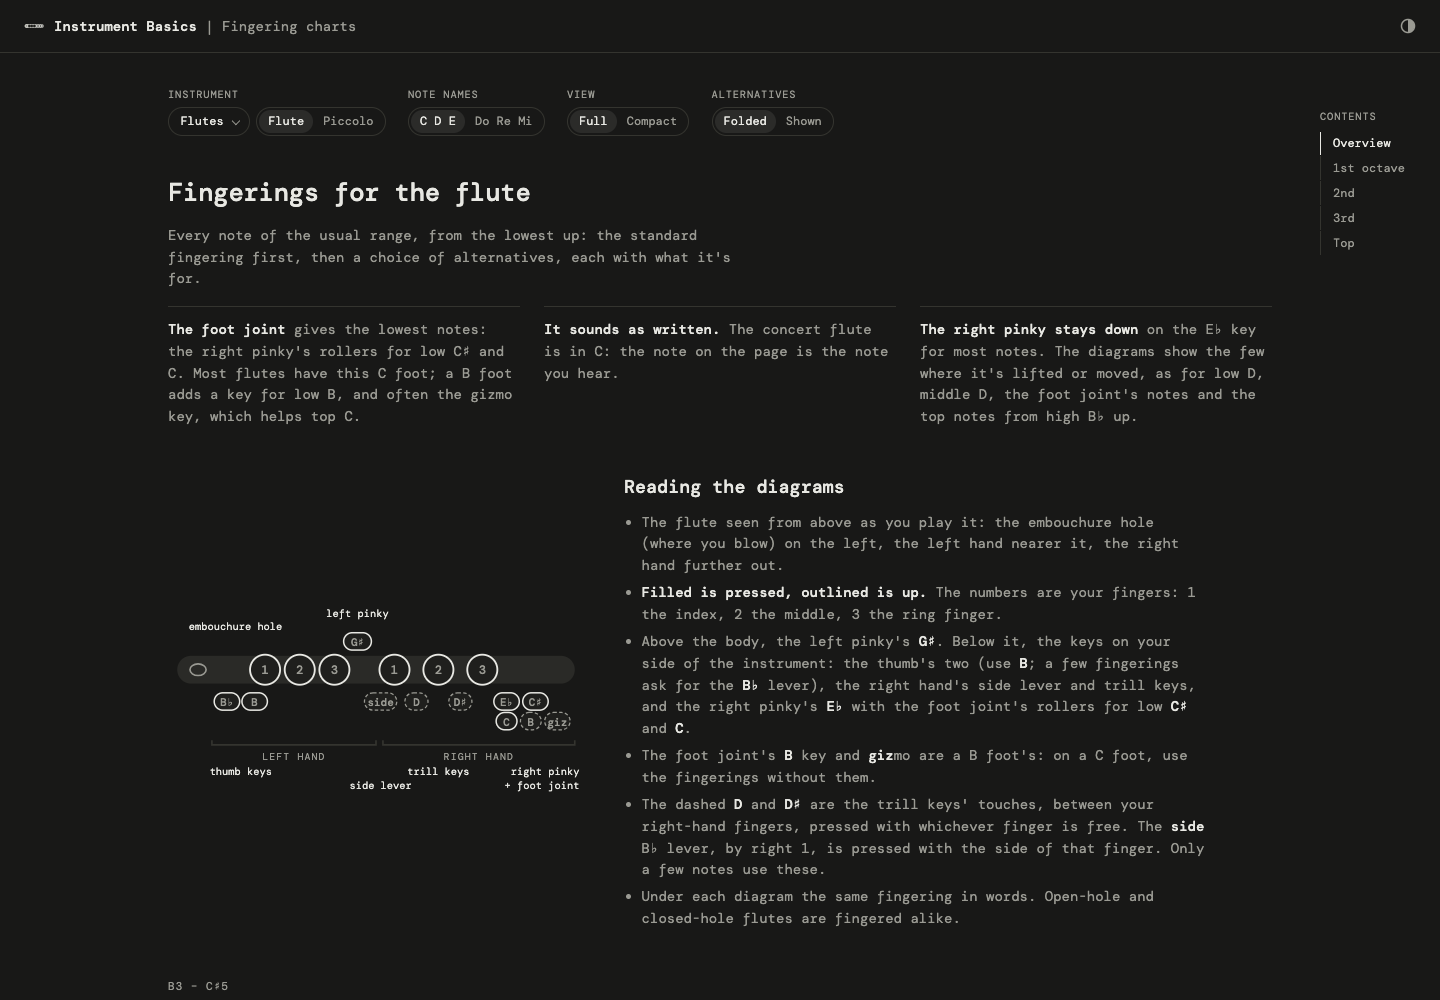 Instrument Basics | Fingering charts
INSTRUMENT
Flutes
Flute Piccolo
NOTE NAMES
C D E Do Re Mi
VIEW
Full Compact
ALTERNATIVES
Folded Shown
CONTENTS
Overview
1st octave
2nd
3rd
Top
Fingerings for the flute
Every note of the usual range, from the lowest up: the standard
fingering first, then a choice of alternatives, each with what it's
for.
The foot joint gives the lowest notes:
the right pinky's rollers for low C♯ and
C. Most flutes have this C foot; a B foot
adds a key for low B, and often the gizmo
key, which helps top C.
It sounds as written. The concert flute
is in C: the note on the page is the note
you hear.
The right pinky stays down on the E♭ key
for most notes. The diagrams show the few
where it's lifted or moved, as for low D,
middle D, the foot joint's notes and the
top notes from high B♭ up.
left pinky
embouchure hole
G♯
1 2 3 1 2 3
B♭ B side D D♯ E♭ C♯
C B giz
LEFT HAND RIGHT HAND
thumb keys trill keys right pinky
side lever + foot joint
Reading the diagrams
• The flute seen from above as you play it: the embouchure hole
(where you blow) on the left, the left hand nearer it, the right
hand further out.
• Filled is pressed, outlined is up. The numbers are your fingers: 1
the index, 2 the middle, 3 the ring finger.
• Above the body, the left pinky's G♯. Below it, the keys on your
side of the instrument: the thumb's two (use B; a few fingerings
ask for the B♭ lever), the right hand's side lever and trill keys,
and the right pinky's E♭ with the foot joint's rollers for low C♯
and C.
• The foot joint's B key and gizmo are a B foot's: on a C foot, use
the fingerings without them.
• The dashed D and D♯ are the trill keys' touches, between your
right-hand fingers, pressed with whichever finger is free. The side
B♭ lever, by right 1, is pressed with the side of that finger. Only
a few notes use these.
• Under each diagram the same fingering in words. Open-hole and
closed-hole flutes are fingered alike.
B3 – C♯5